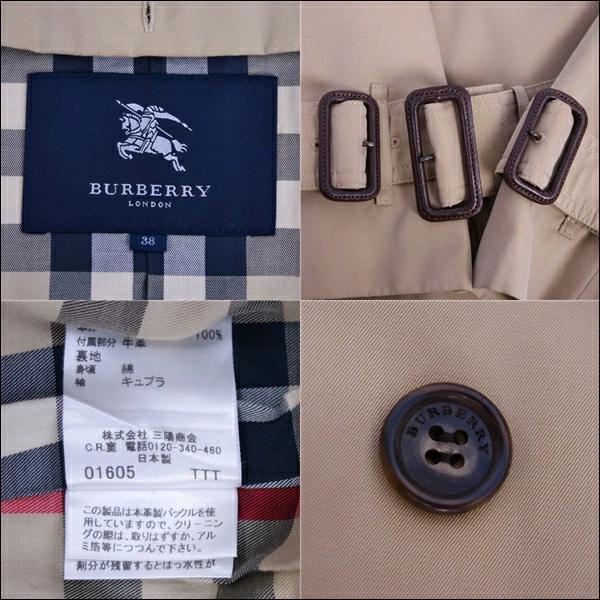 BURBERRY
LONDON
38
100%
付属部分 牛革
裏地
身頃 綿
袖 キュプラ
株式会社 三陽商会
C.R.室 電話0120-340-460
日本製
01605 TTT
この製品は本革製バックルを使
用していますので、クリーニン
グの際は、取りはずすか、アル
ミ箔等につつんで下さい。
溶剤が残留するとはっ水性が
BURBERRY